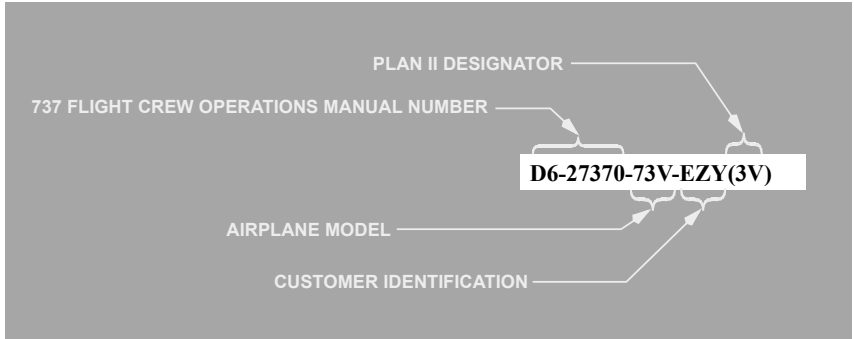 PLAN II DESIGNATOR
737 FLIGHT CREW OPERATIONS MANUAL NUMBER
D6-27370-73V-EZY(3V)
AIRPLANE MODEL
CUSTOMER IDENTIFICATION